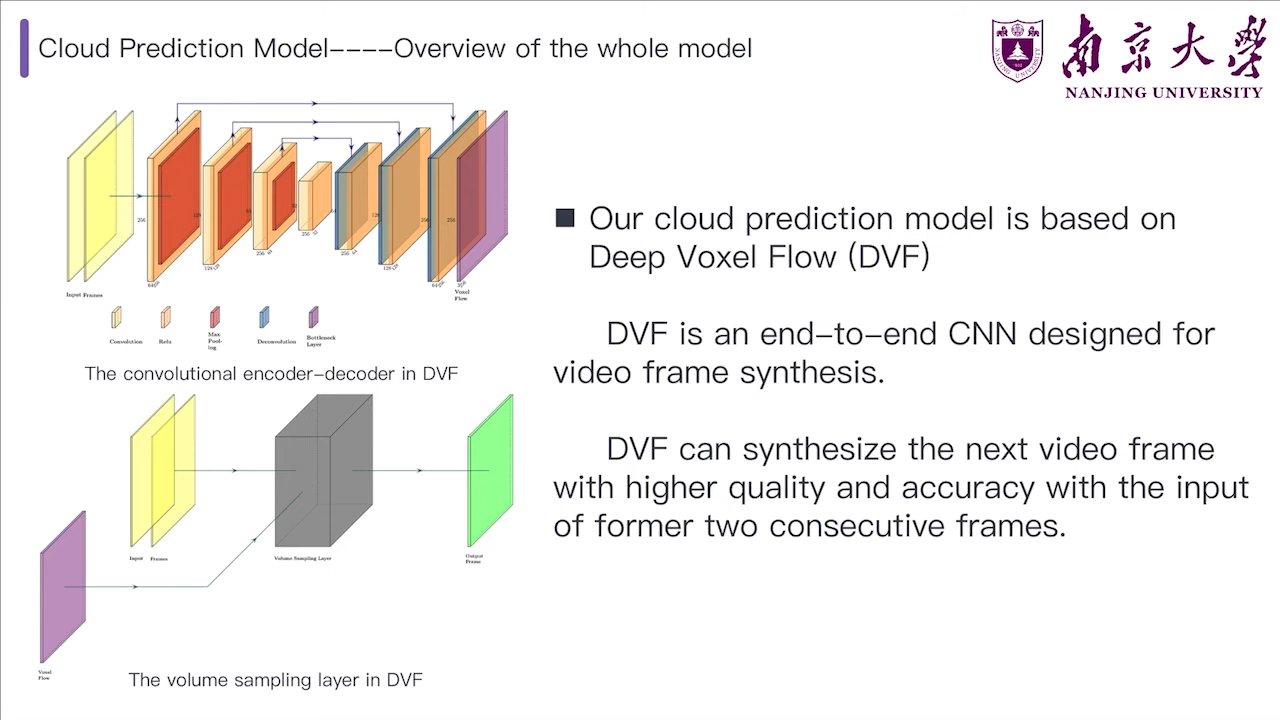 Cloud Prediction Model----Overview of the whole model
南京大學
NANJING UNIVERSITY
Input Frames
Voxel
Flow
Convolution
Relu
Max
Pool-
ing
Deconvolution
Bottleneck
Layer
The convolutional encoder-decoder in DVF
Input Frames
Volume Sampling Layer
Output
Frame
Voxel
Flow
The volume sampling layer in DVF
■ Our cloud prediction model is based on
Deep Voxel Flow (DVF)
DVF is an end-to-end CNN designed for
video frame synthesis.
DVF can synthesize the next video frame
with higher quality and accuracy with the input
of former two consecutive frames.